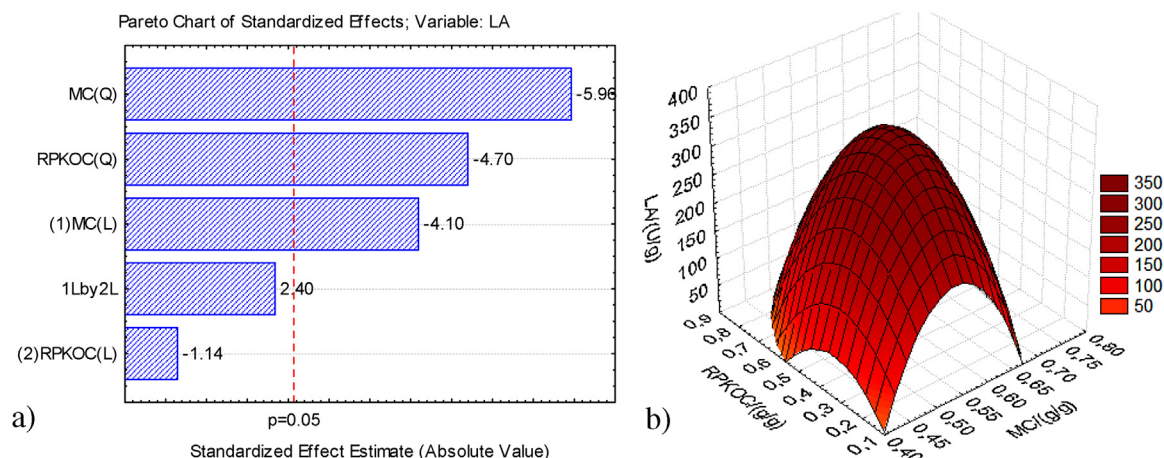 Pareto Chart of Standardized Effects; Variable: LA
MC(Q)
-5.96
RPKOC(Q)
-4.70
(1)MC(L)
-4.10
1Lby2L
2.40
(2)RPKOC(L)
-1.14
p=0.05
Standardized Effect Estimate (Absolute Value)
a)
400
350
300
250
200
150
100
50
LA/(U/g)
0,9
0,8
0,7
0,6
0,5
0,4
0,3
0,2
0,1
RPKOC/(g/g)
0,40
0,45
0,50
0,55
0,60
0,65
0,70
0,75
0,80
MC/(g/g)
350
300
250
200
150
100
50
b)